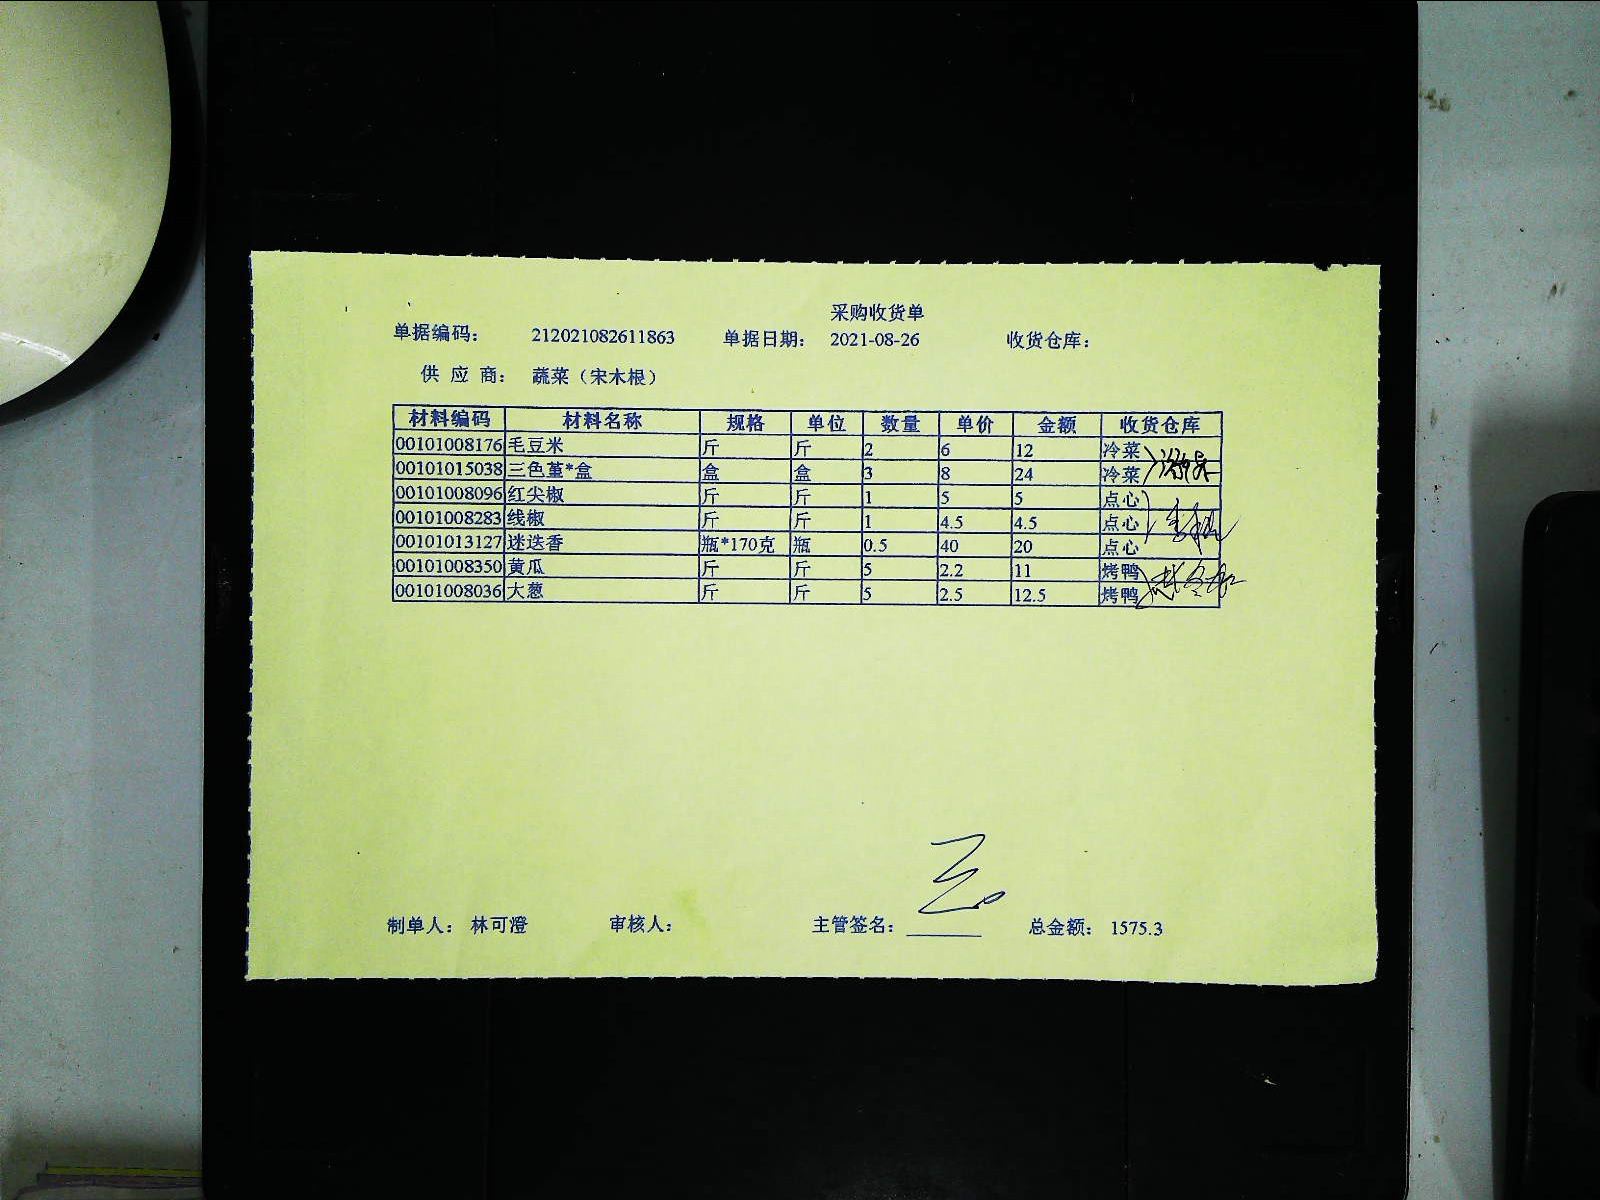 采购收货单
单据编码： 212021082611863 单据日期： 2021-08-26 收货仓库：
供 应 商： 蔬菜（宋木根）
材料编码 材料名称 规格 单位 数量 单价 金额 收货仓库
00101008176 毛豆米 斤 斤 2 6 12 冷菜
00101015038 三色堇*盒 盒 盒 3 8 24 冷菜
00101008096 红尖椒 斤 斤 1 5 5 点心
00101008283 线椒 斤 斤 1 4.5 4.5 点心
00101013127 迷迭香 瓶*170克 瓶 0.5 40 20 点心
00101008350 黄瓜 斤 斤 5 2.2 11 烤鸭
00101008036 大葱 斤 斤 5 2.5 12.5 烤鸭
制单人： 林可澄 审核人： 主管签名： 总金额： 1575.3